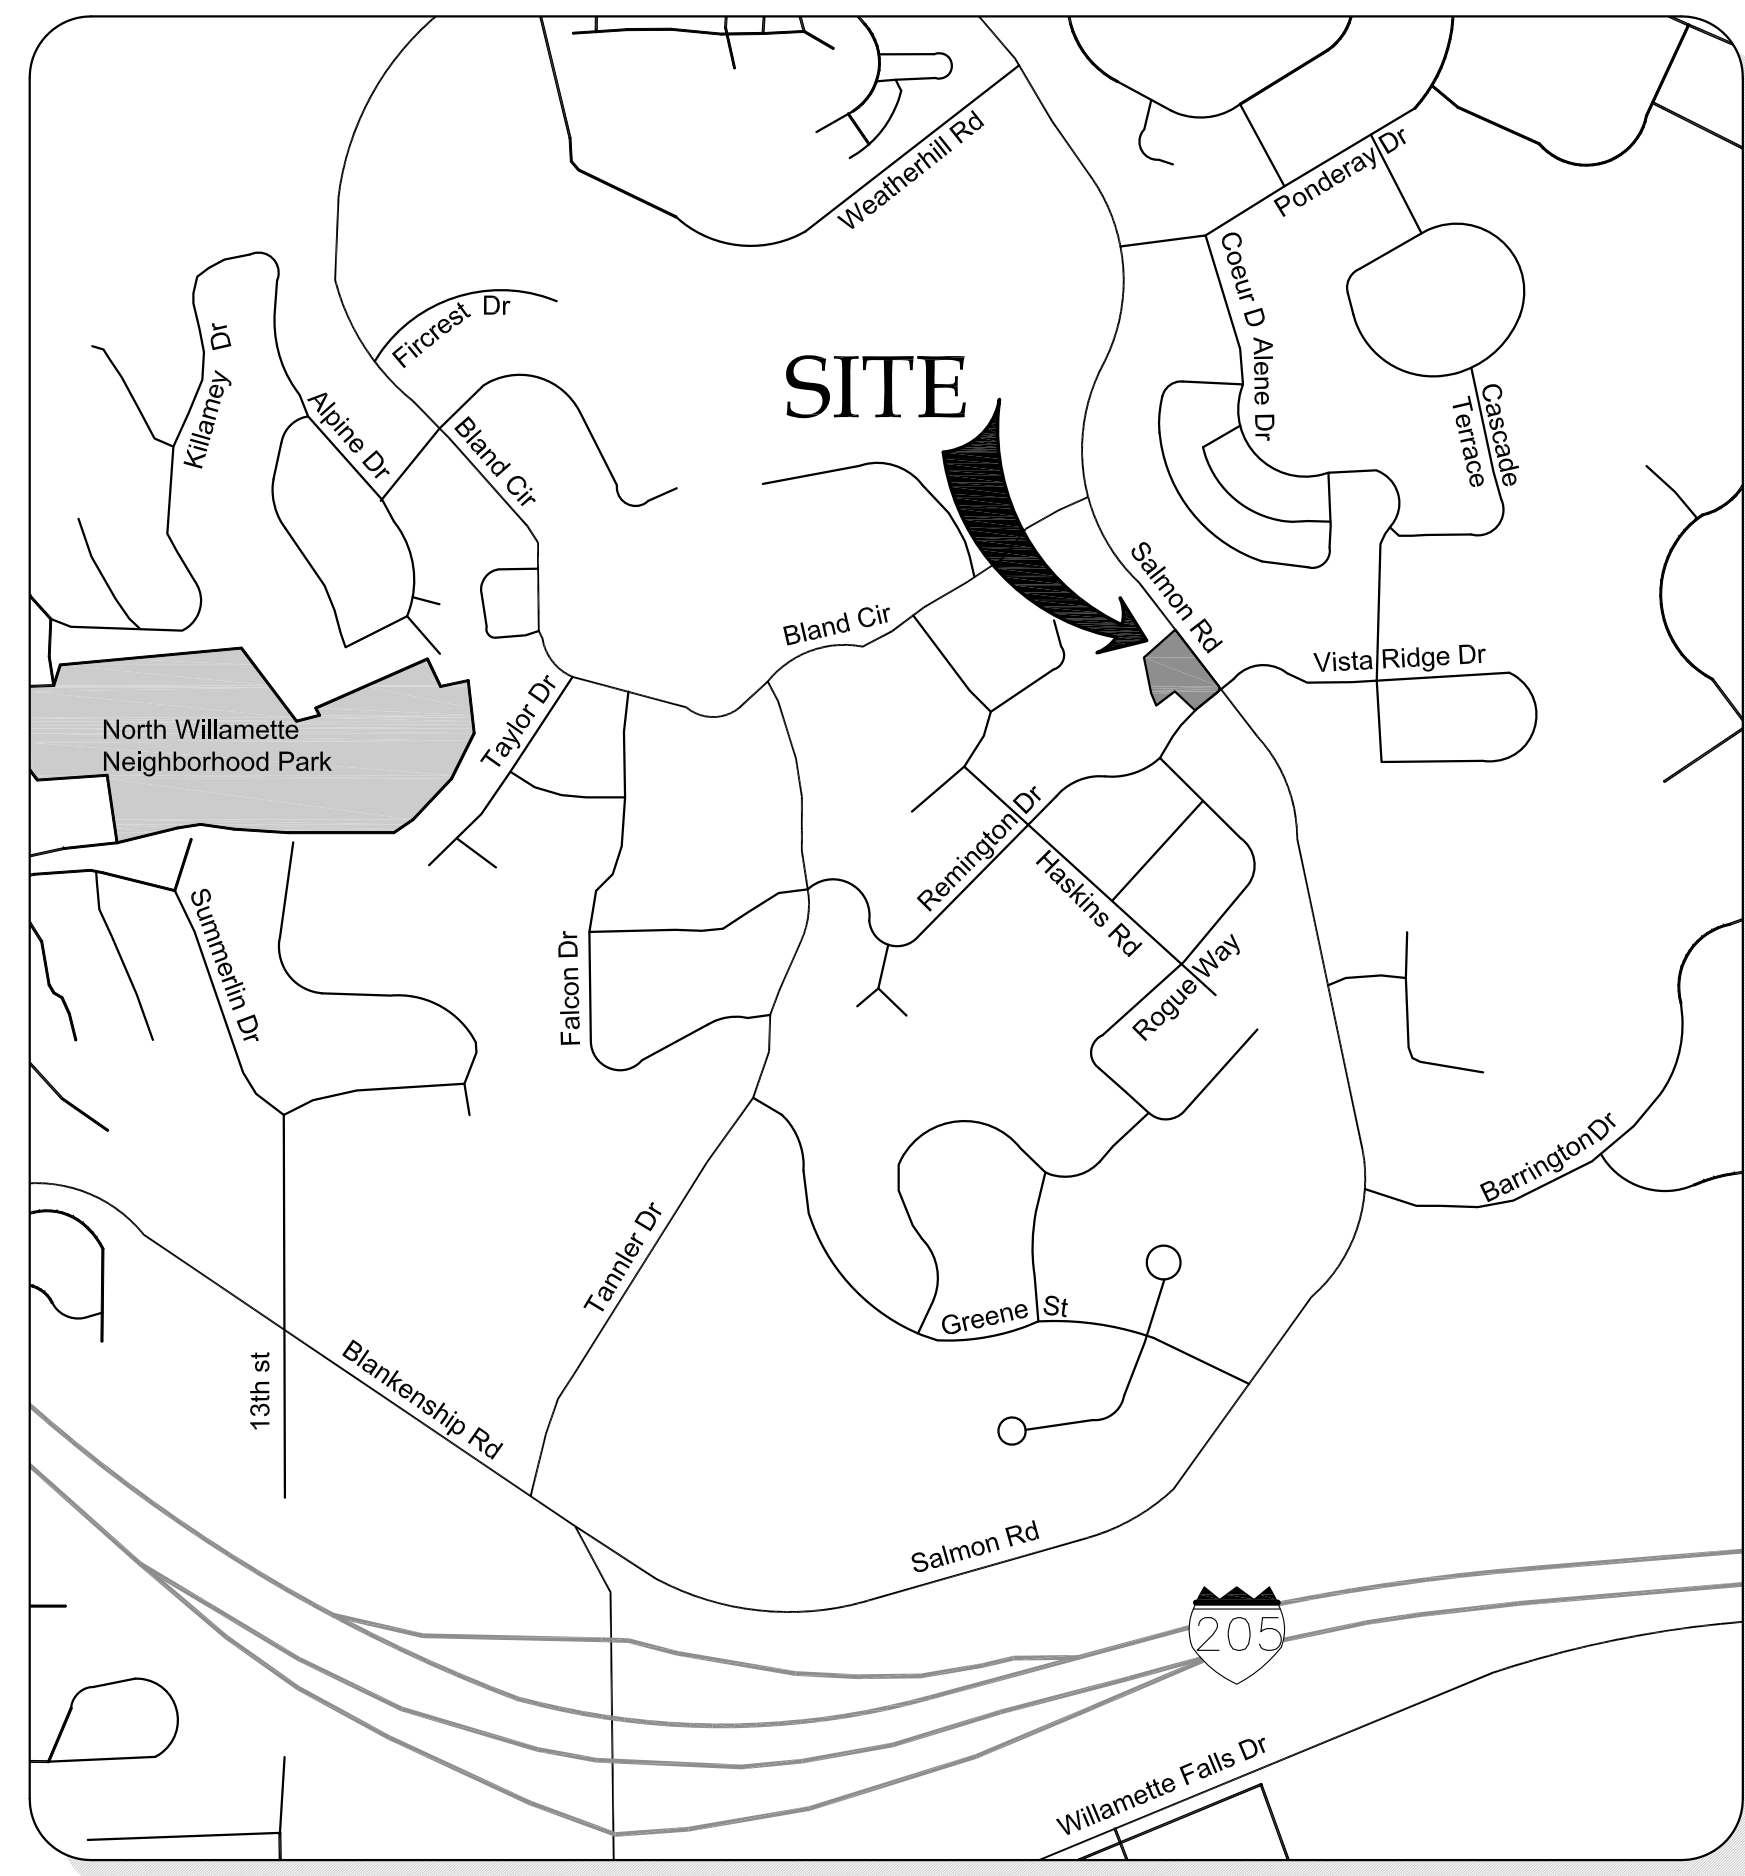 Weatherhill Rd
Ponderay Dr
Coeur D Alene Dr
Fircrest Dr
Killamey Dr
SITE
Alpine Dr
Bland Cir
Cascade
Terrace
Salmon Rd
Bland Cir
Vista Ridge Dr
Taylor Dr
North Willamette
Neighborhood Park
Remington Dr
Haskins Rd
Summerlin Dr
Falcon Dr
Rogue Way
Barrington Dr
Tannler Dr
Greene St
13th st
Blankenship Rd
Salmon Rd
205
Willamette Falls Dr